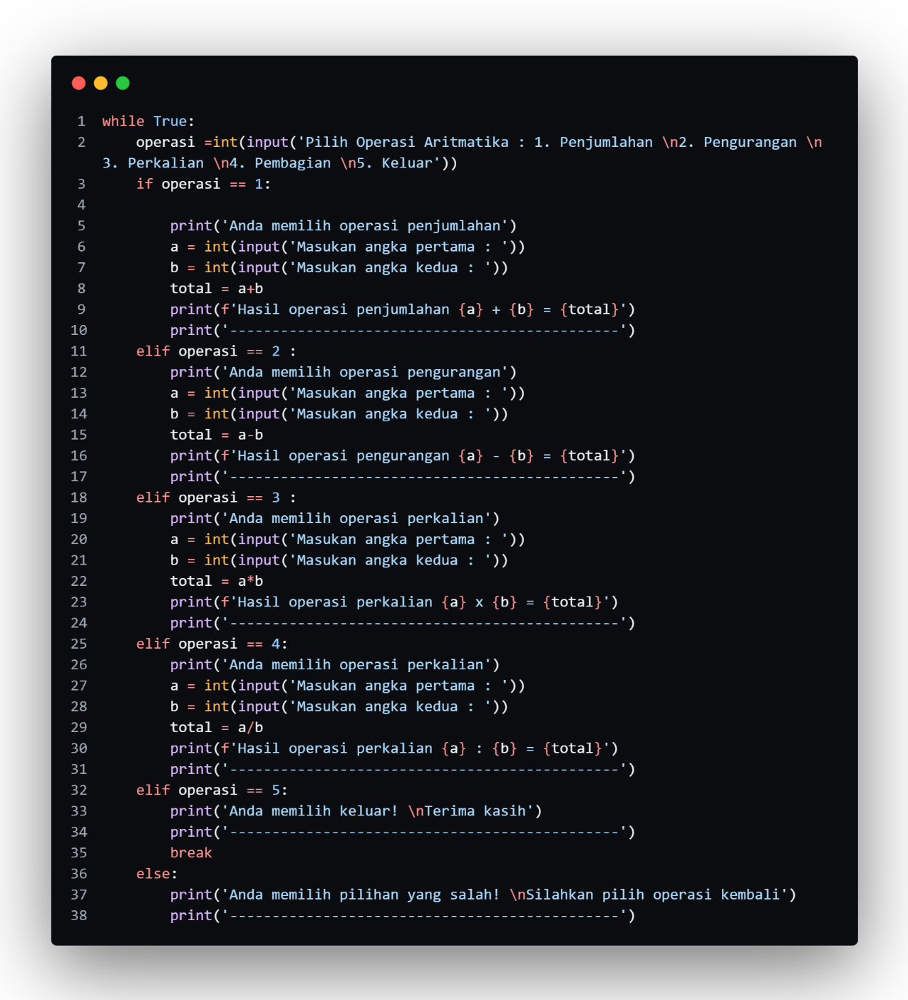 1 while True:
2     operasi =int(input('Pilih Operasi Aritmatika : 1. Penjumlahan \n2. Pengurangan \n
3. Perkalian \n4. Pembagian \n5. Keluar'))
3     if operasi == 1:
4
5         print('Anda memilih operasi penjumlahan')
6         a = int(input('Masukan angka pertama : '))
7         b = int(input('Masukan angka kedua : '))
8         total = a+b
9         print(f'Hasil operasi penjumlahan {a} + {b} = {total}')
10         print('----------------------------------------------')
11     elif operasi == 2 :
12         print('Anda memilih operasi pengurangan')
13         a = int(input('Masukan angka pertama : '))
14         b = int(input('Masukan angka kedua : '))
15         total = a-b
16         print(f'Hasil operasi pengurangan {a} - {b} = {total}')
17         print('----------------------------------------------')
18     elif operasi == 3 :
19         print('Anda memilih operasi perkalian')
20         a = int(input('Masukan angka pertama : '))
21         b = int(input('Masukan angka kedua : '))
22         total = a*b
23         print(f'Hasil operasi perkalian {a} x {b} = {total}')
24         print('----------------------------------------------')
25     elif operasi == 4:
26         print('Anda memilih operasi perkalian')
27         a = int(input('Masukan angka pertama : '))
28         b = int(input('Masukan angka kedua : '))
29         total = a/b
30         print(f'Hasil operasi perkalian {a} : {b} = {total}')
31         print('----------------------------------------------')
32     elif operasi == 5:
33         print('Anda memilih keluar! \nTerima kasih')
34         print('----------------------------------------------')
35         break
36     else:
37         print('Anda memilih pilihan yang salah! \nSilahkan pilih operasi kembali')
38         print('----------------------------------------------')